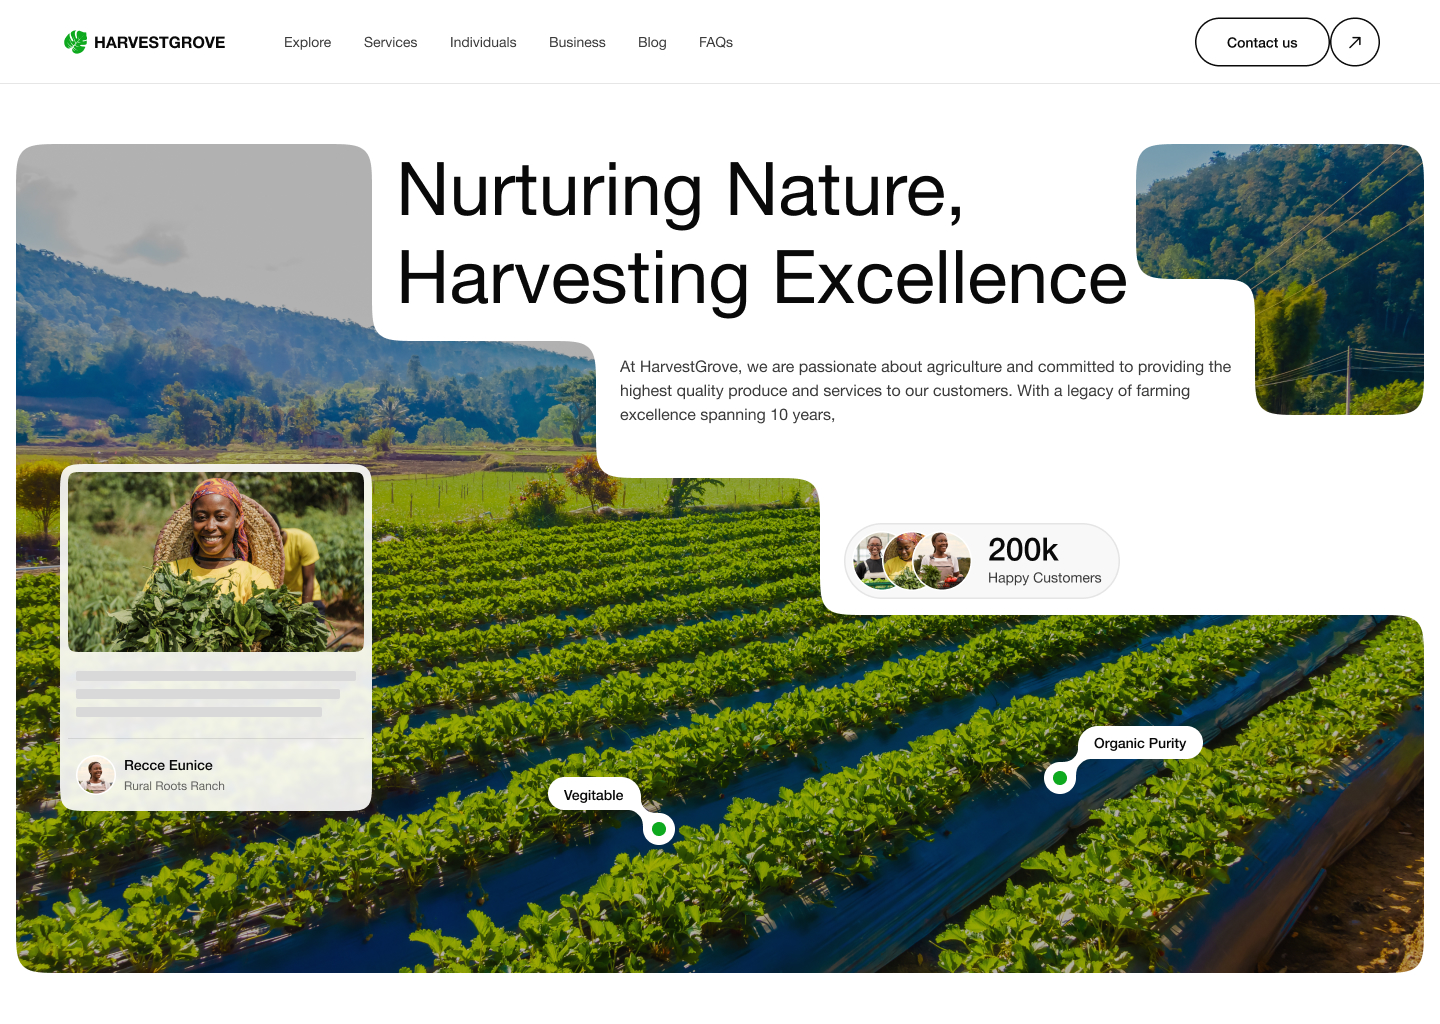 HARVESTGROVE
Explore
Services
Individuals
Business
Blog
FAQs
Contact us
Nurturing Nature,
Harvesting Excellence
At HarvestGrove, we are passionate about agriculture and committed to providing the
highest quality produce and services to our customers. With a legacy of farming
excellence spanning 10 years,
200k
Happy Customers
Organic Purity
Recce Eunice
Rural Roots Ranch
Vegitable